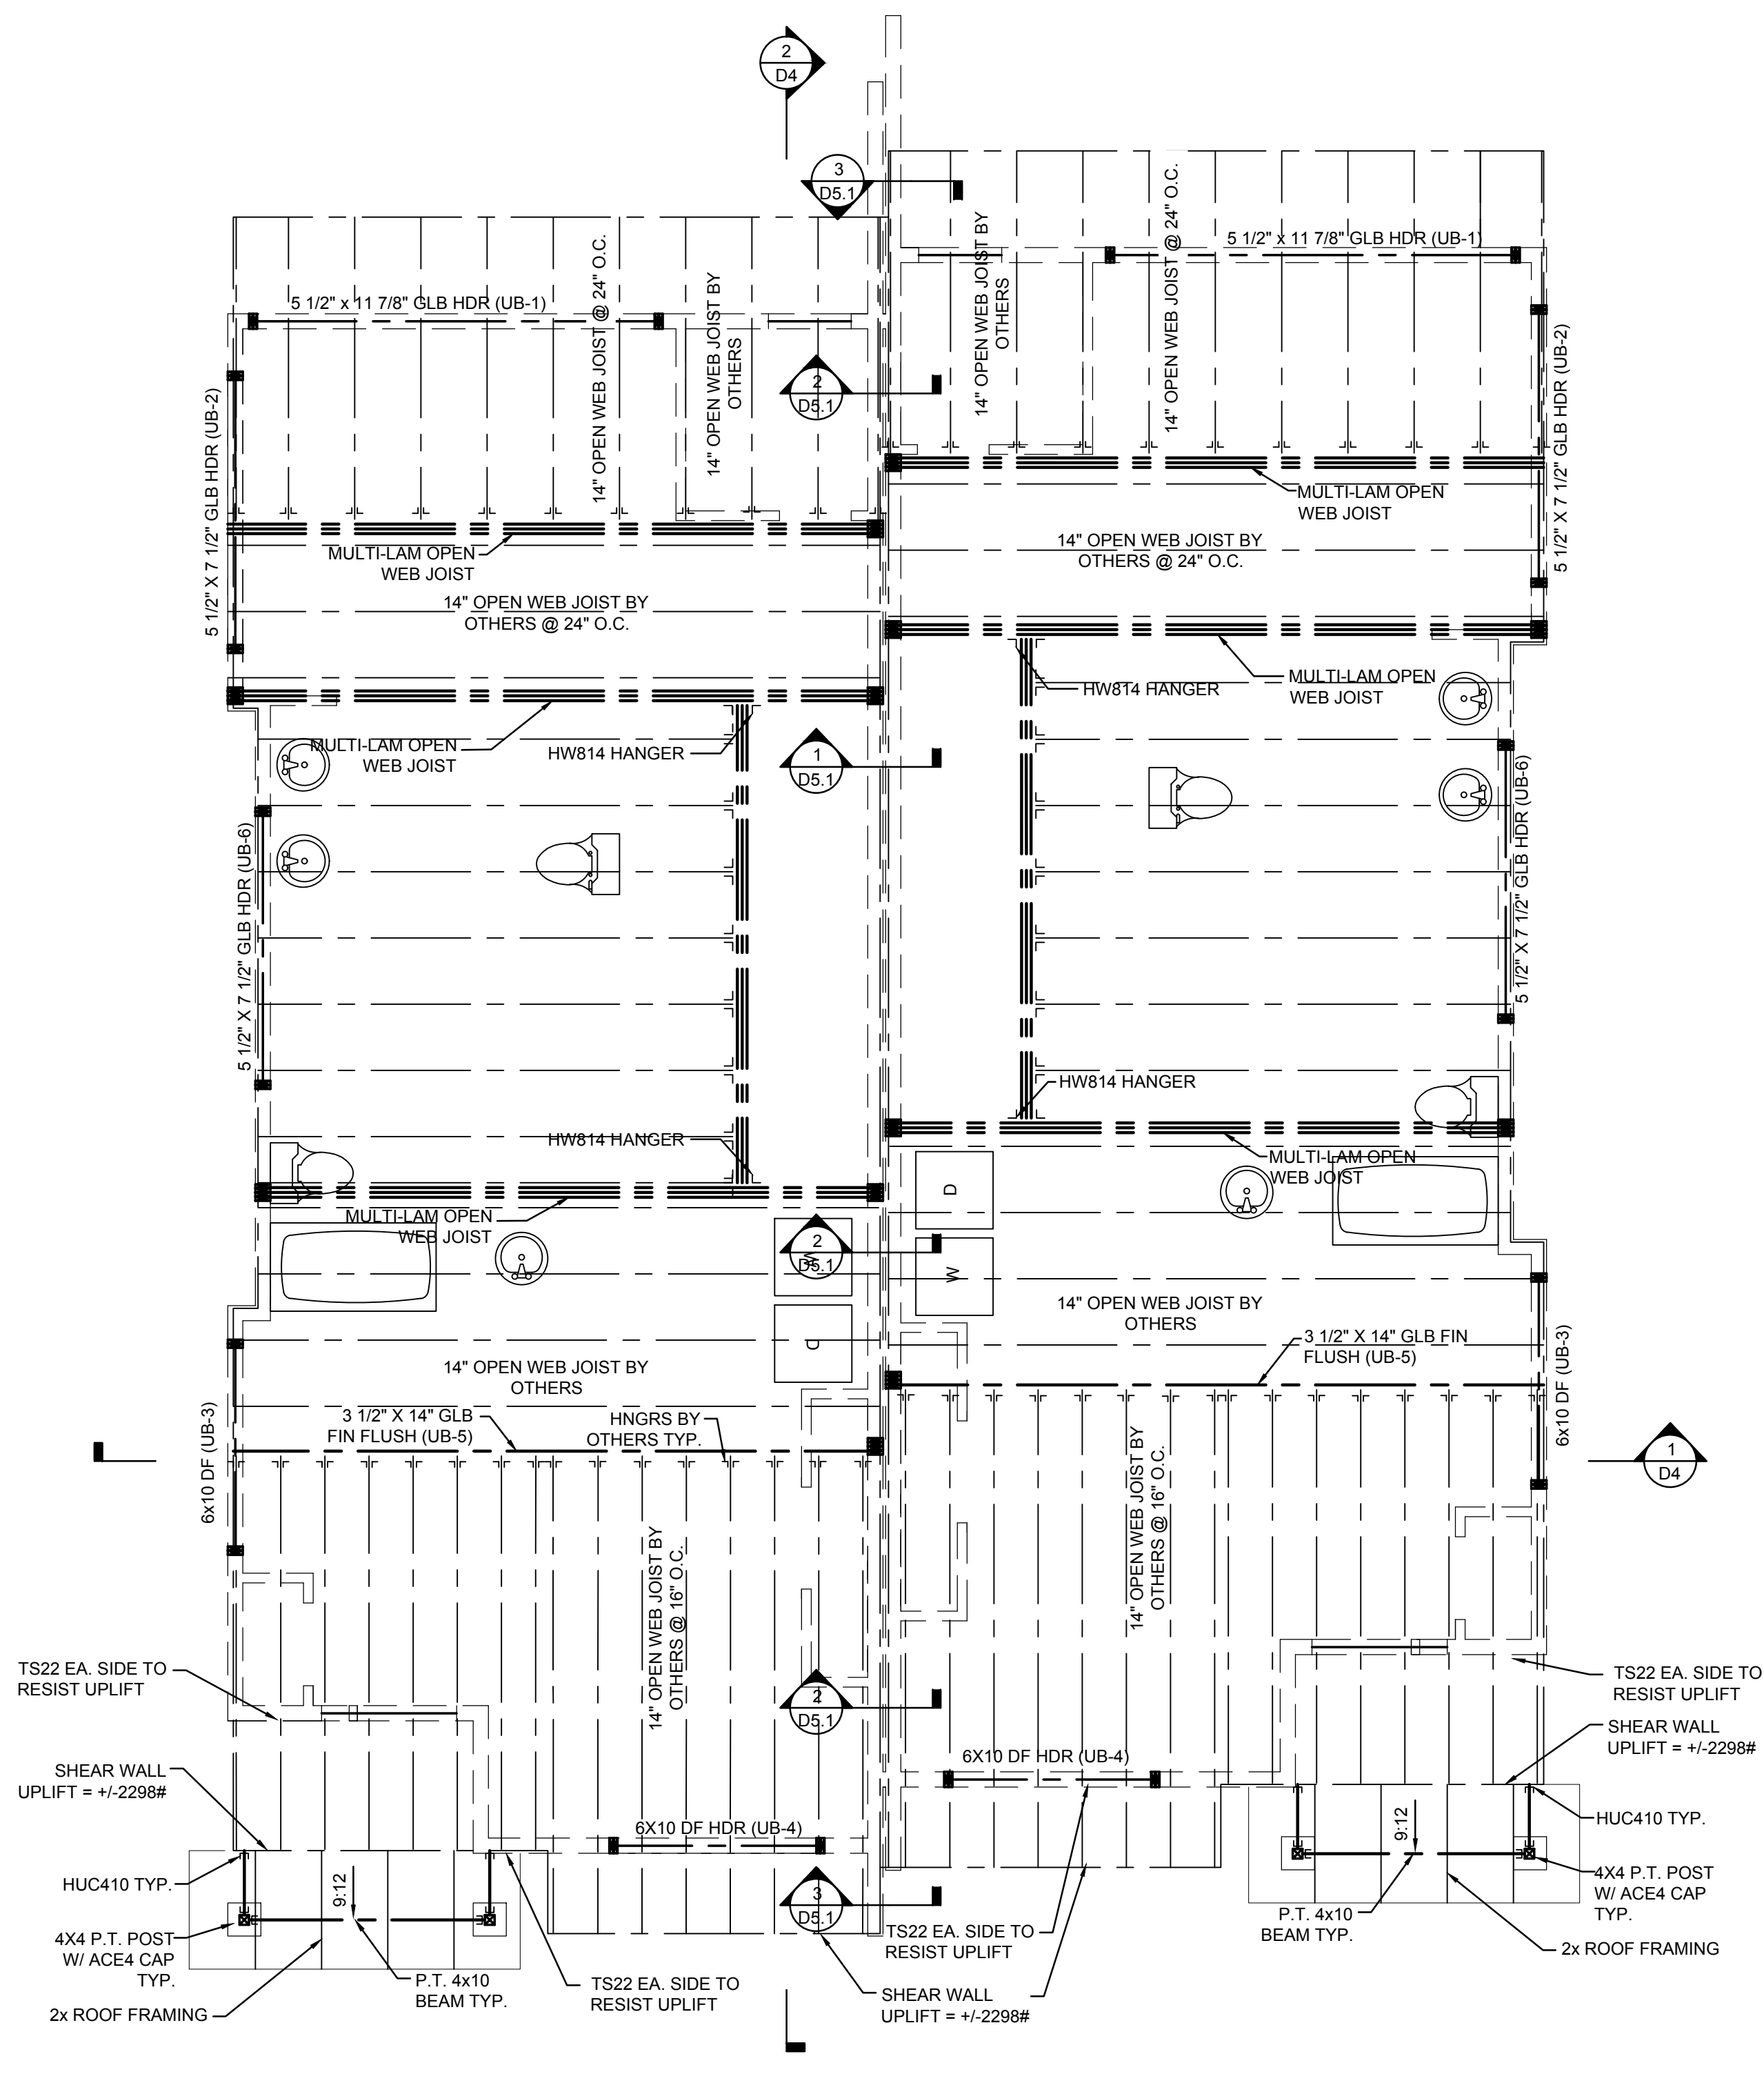 2
D4
3
D5.1
5 1/2" x 11 7/8" GLB HDR (UB-1)
14" OPEN WEB JOIST @ 24" O.C.
14" OPEN WEB JOIST BY
OTHERS
5 1/2" X 7 1/2" GLB HDR (UB-2)
2
D5.1
14" OPEN WEB JOIST BY
OTHERS
14" OPEN WEB JOIST @ 24" O.C.
5 1/2" x 11 7/8" GLB HDR (UB-1)
5 1/2" X 7 1/2" GLB HDR (UB-2)
MULTI-LAM OPEN
WEB JOIST
14" OPEN WEB JOIST BY
OTHERS @ 24" O.C.
MULTI-LAM OPEN
WEB JOIST
14" OPEN WEB JOIST BY
OTHERS @ 24" O.C.
MULTI-LAM OPEN
WEB JOIST
HW814 HANGER
1
D5.1
HW814 HANGER
MULTI-LAM OPEN
WEB JOIST
5 1/2" X 7 1/2" GLB HDR (UB-6)
5 1/2" X 7 1/2" GLB HDR (UB-6)
HW814 HANGER
HW814 HANGER
MULTI-LAM OPEN
WEB JOIST
MULTI-LAM OPEN
WEB JOIST
W
D
2
D5.1
D
W
14" OPEN WEB JOIST BY
OTHERS
14" OPEN WEB JOIST BY
OTHERS
3 1/2" X 14" GLB
FIN FLUSH (UB-5)
HNGRS BY
OTHERS TYP.
3 1/2" X 14" GLB FIN
FLUSH (UB-5)
6x10 DF (UB-3)
6x10 DF (UB-3)
1
D4
14" OPEN WEB JOIST BY
OTHERS @ 16" O.C.
14" OPEN WEB JOIST BY
OTHERS @ 16" O.C.
TS22 EA. SIDE TO
RESIST UPLIFT
2
D5.1
TS22 EA. SIDE TO
RESIST UPLIFT
SHEAR WALL
UPLIFT = +/-2298#
6X10 DF HDR (UB-4)
6X10 DF HDR (UB-4)
SHEAR WALL
UPLIFT = +/-2298#
HUC410 TYP.
HUC410 TYP.
9:12
9:12
4X4 P.T. POST
W/ ACE4 CAP
TYP.
3
D5.1
4X4 P.T. POST
W/ ACE4 CAP
TYP.
2x ROOF FRAMING
P.T. 4x10
BEAM TYP.
TS22 EA. SIDE TO
RESIST UPLIFT
TS22 EA. SIDE TO
RESIST UPLIFT
SHEAR WALL
UPLIFT = +/-2298#
P.T. 4x10
BEAM TYP.
2x ROOF FRAMING